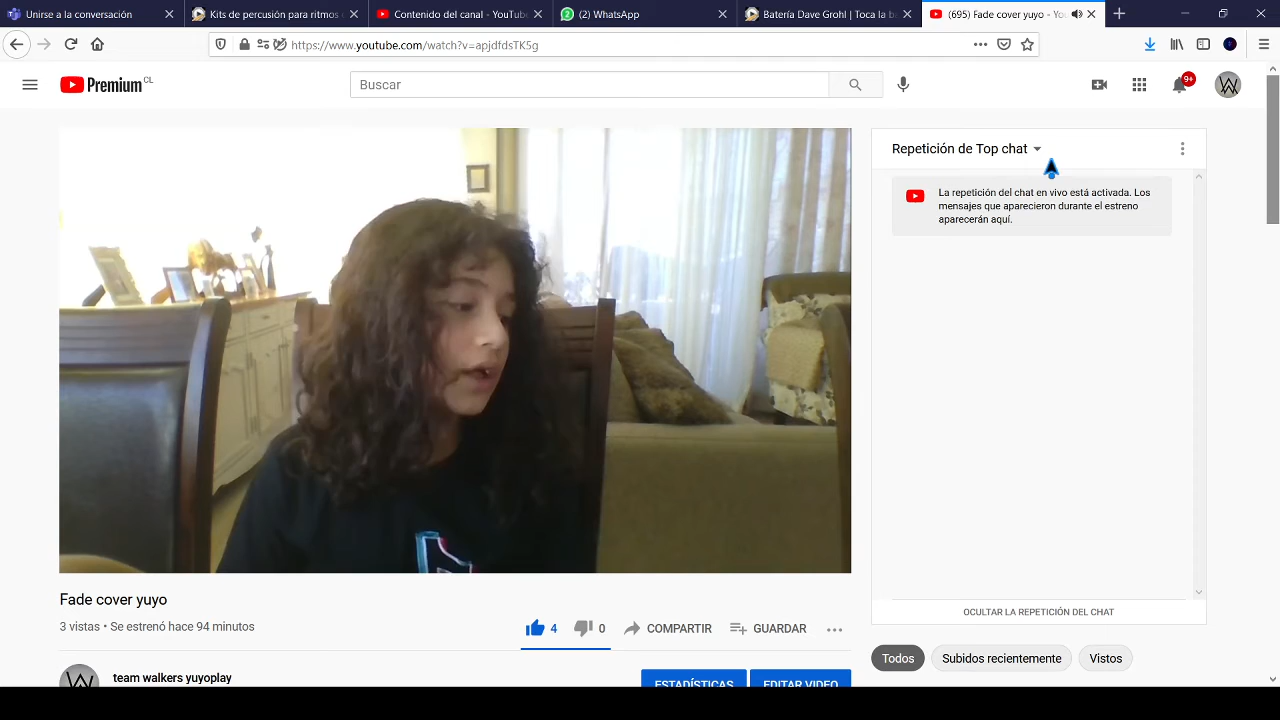 Unirse a la conversación
Kits de percusión para ritmos o
Contenido del canal - YouTube
(2) WhatsApp
Batería Dave Grohl | Toca la ba
(695) Fade cover yuyo - Yo
https://www.youtube.com/watch?v=apjdfdsTK5g
Premium CL
Buscar
9+
Repetición de Top chat
La repetición del chat en vivo está activada. Los
mensajes que aparecieron durante el estreno
aparecerán aquí.
OCULTAR LA REPETICIÓN DEL CHAT
Fade cover yuyo
3 vistas • Se estrenó hace 94 minutos
4
0
COMPARTIR
GUARDAR
Todos
Subidos recientemente
Vistos
team walkers yuyoplay
ESTADÍSTICAS
EDITAR VIDEO